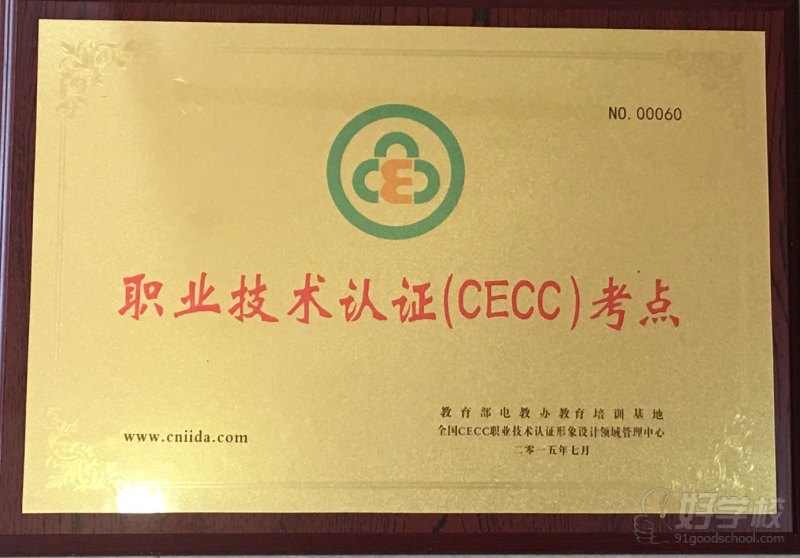 NO. 00060
职业技术认证(CECC)考点
教育部电教办教育培训基地
www.cniida.com
全国CECC职业技术认证形象设计领域管理中心
二零一五年七月
好学校
91goodschool.com